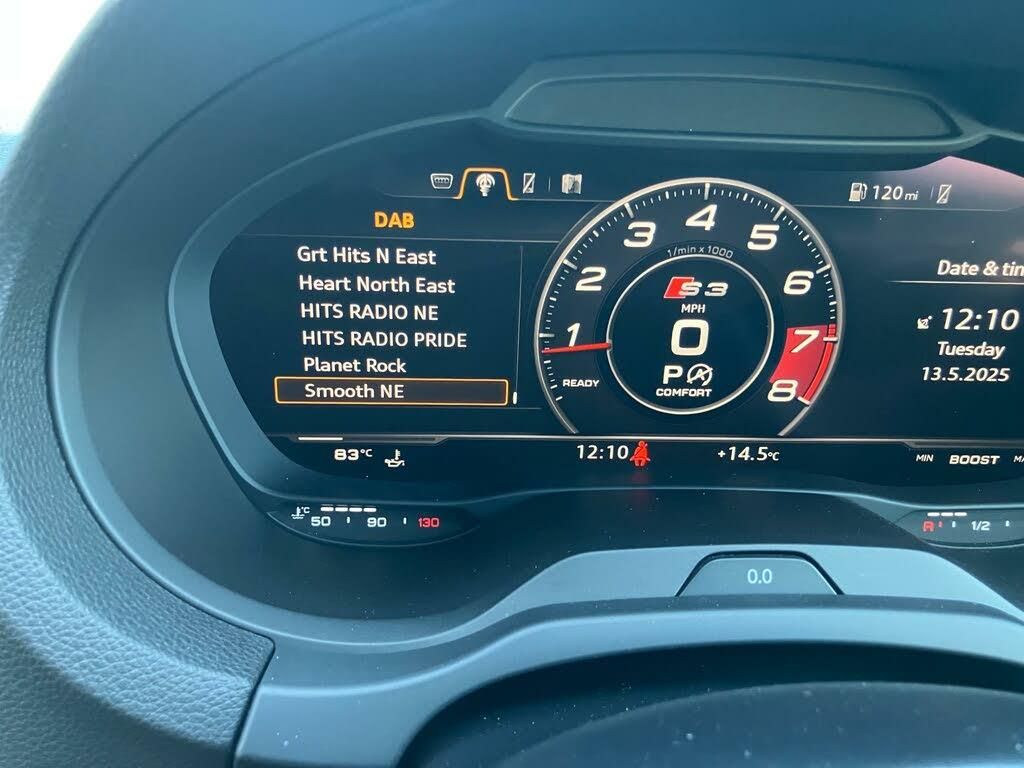 DAB
Grt Hits N East
Heart North East
HITS RADIO NE
HITS RADIO PRIDE
Planet Rock
Smooth NE
83°C
12:10
+14.5°C
1 2 3 4 5 6 7 8
1/min x 1000
S3
MPH
0
P
COMFORT
READY
120 mi
Date &
12:10
Tuesday
13.5.2025
MIN BOOST
°C
50 90 130
R 1/2
0.0